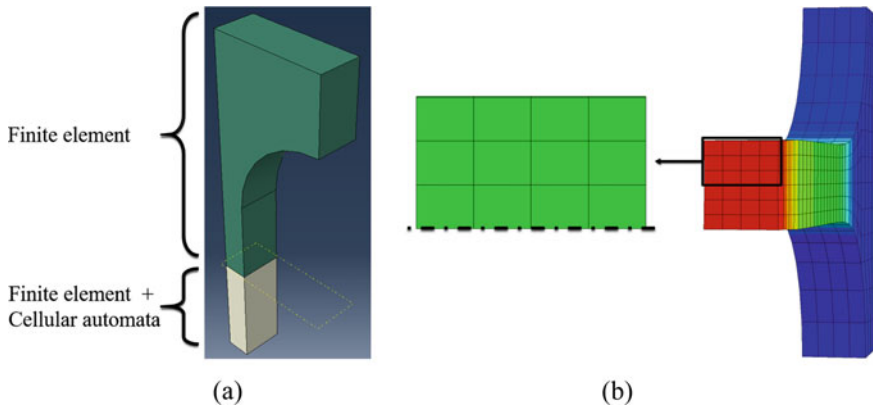 Finite element
Finite element +
Cellular automata
(a)
(b)